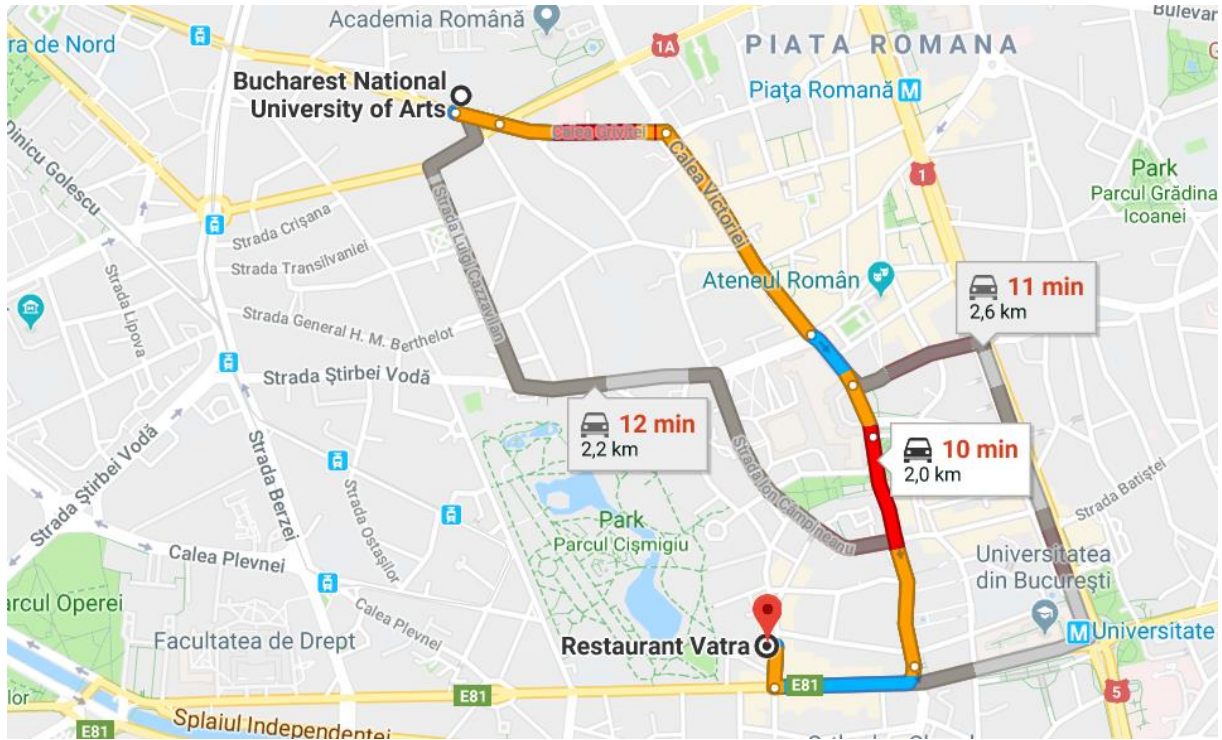 Academia Română
Bulevar
ra de Nord
1A
PIATA ROMANA
Bucharest National
University of Arts
Piața Romană M
Calea Griviței
Dinicu Golescu
1
Park
Parcul Grădina
Icoanei
Calea Victoriei
Strada Luigi Cazzavillan
Strada Crișana
Strada Transilvaniei
Ateneul Român
11 min
2,6 km
Strada Lipova
Strada General H. M. Berthelot
Strada Știrbei Vodă
12 min
2,2 km
10 min
2,0 km
Strada Știrbei Vodă
Strada Berzei
Strada Ostașilor
Strada Ion Câmpineanu
Strada Batiștei
Park
Parcul Cișmigiu
Calea Plevnei
Universitatea
din București
arcul Operei
Calea Plevnei
Facultatea de Drept
Restaurant Vatra
M Universitate
E81
E81
5
lor
Splaiul Independenței
E81